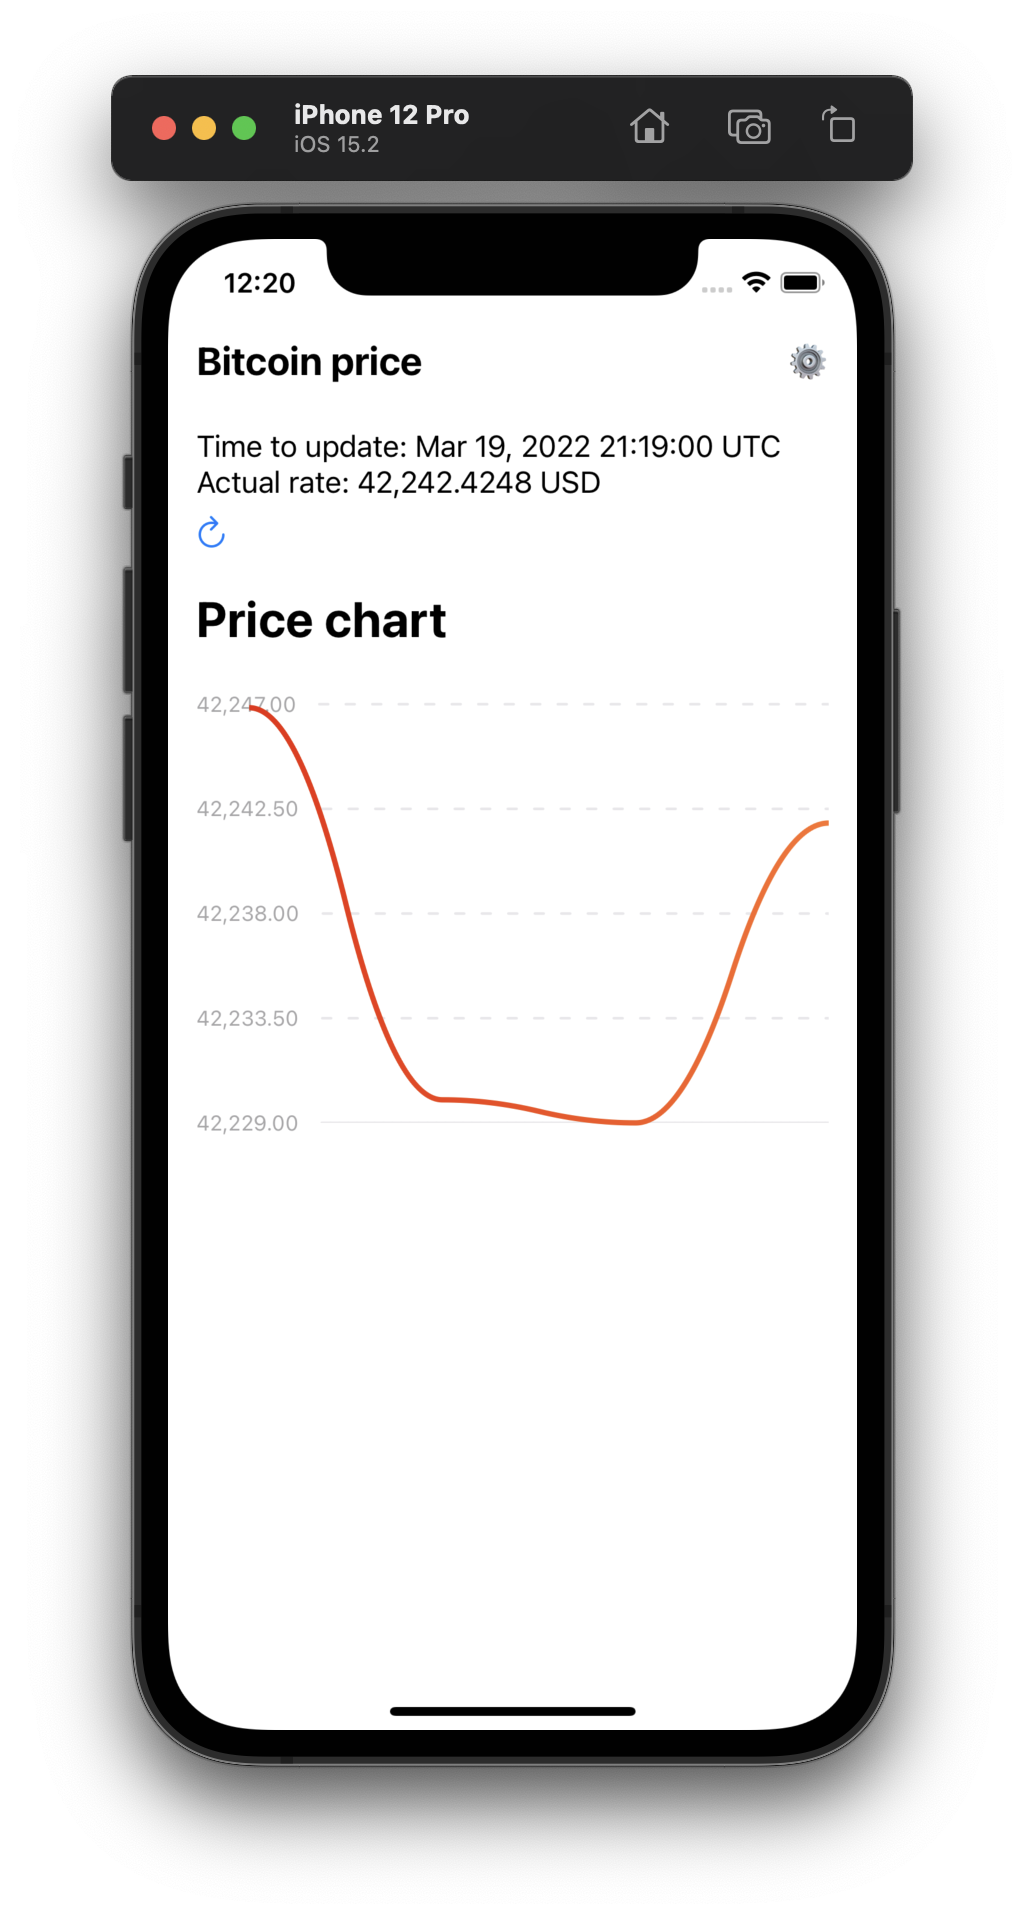 iPhone 12 Pro
iOS 15.2
12:20
Bitcoin price
Time to update: Mar 19, 2022 21:19:00 UTC
Actual rate: 42,242.4248 USD
Price chart
42,247.00
42,242.50
42,238.00
42,233.50
42,229.00